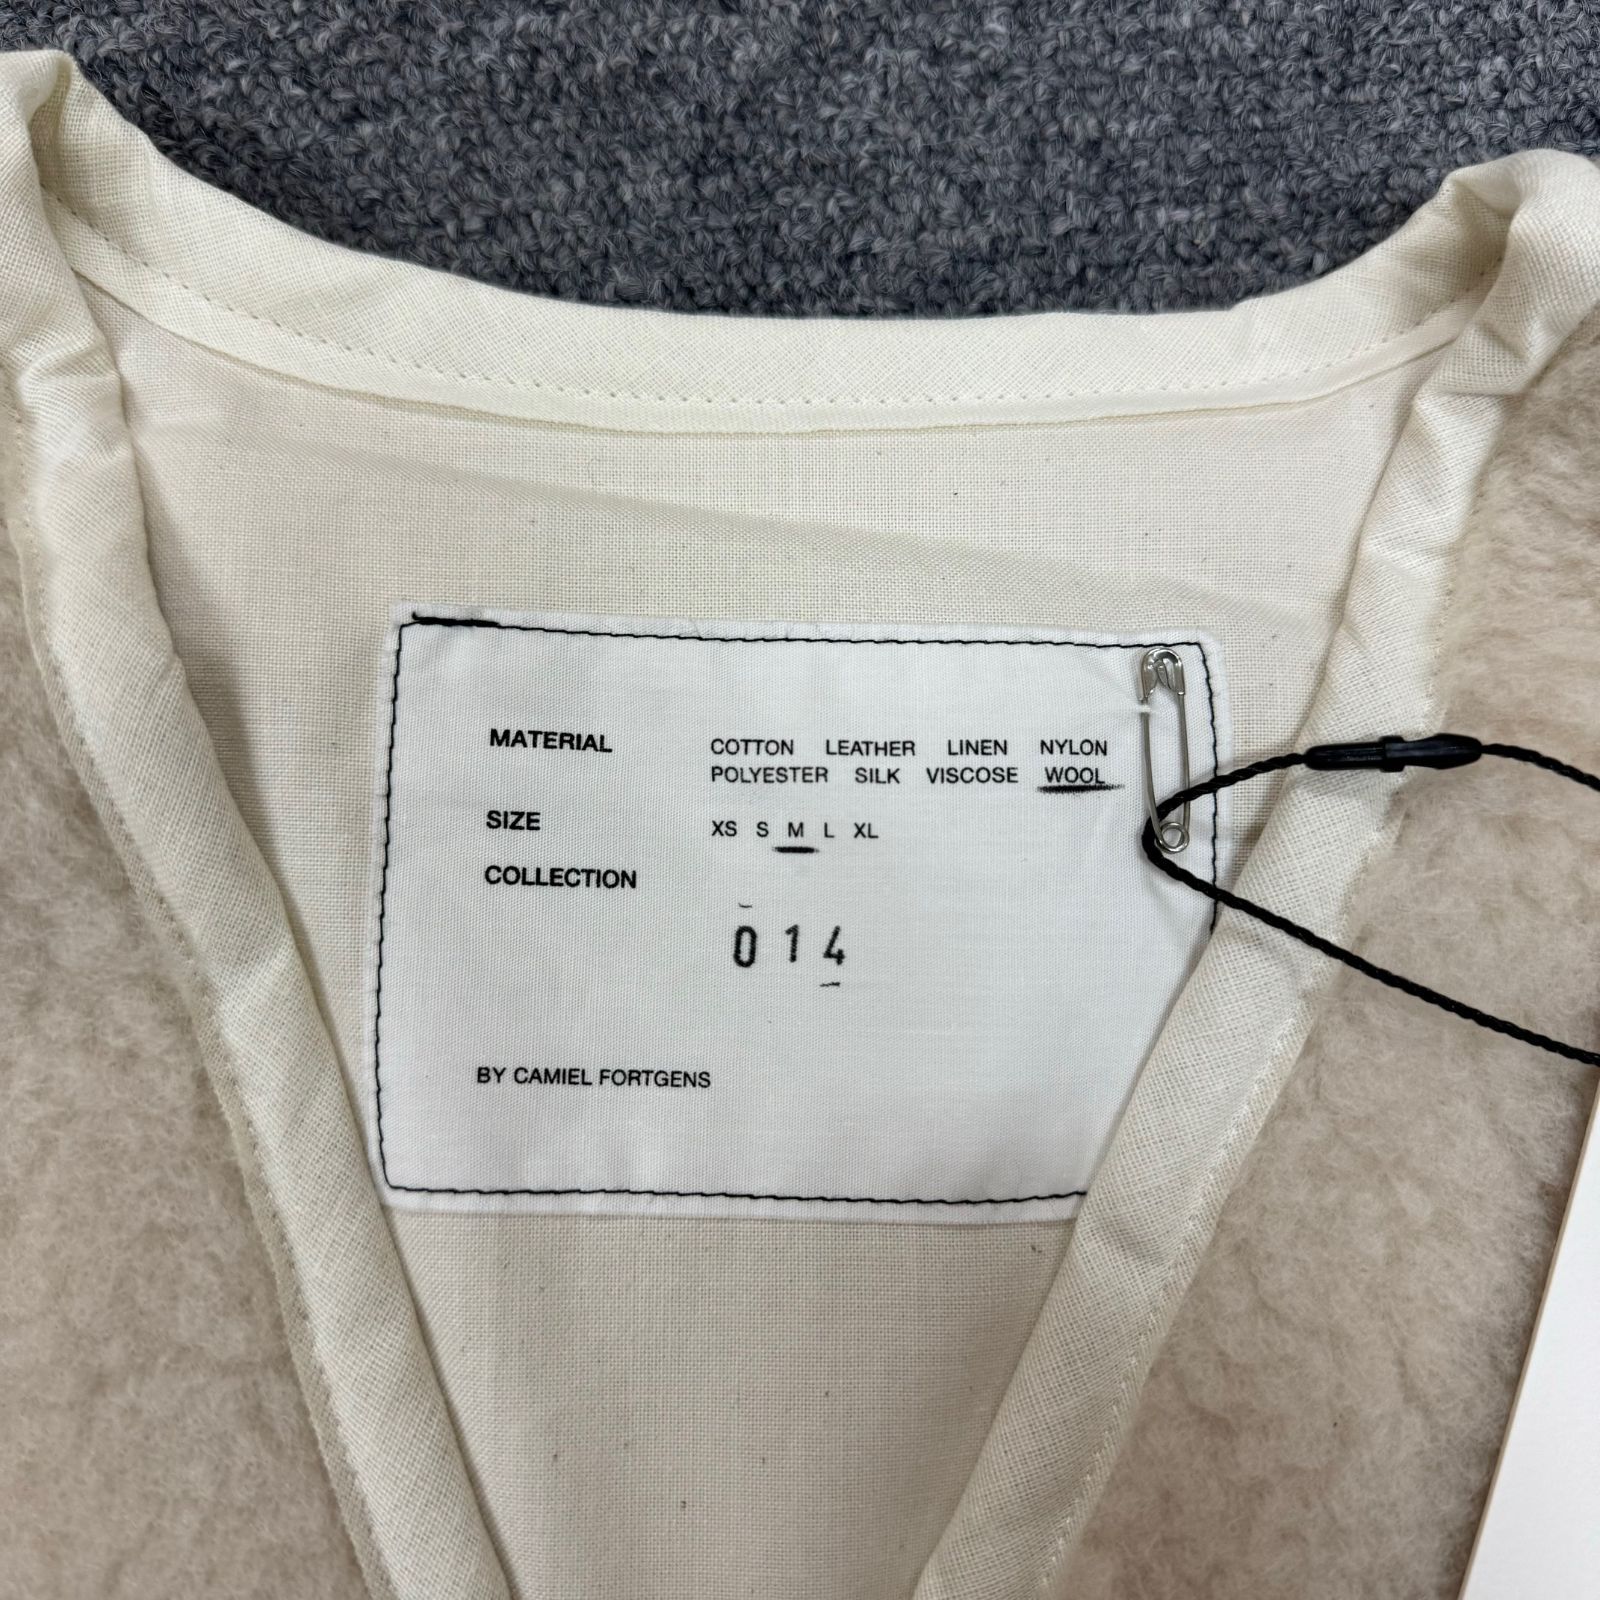 MATERIAL COTTON LEATHER LINEN NYLON
POLYESTER SILK VISCOSE WOOL
SIZE XS S M L XL
COLLECTION
014
BY CAMIEL FORTGENS